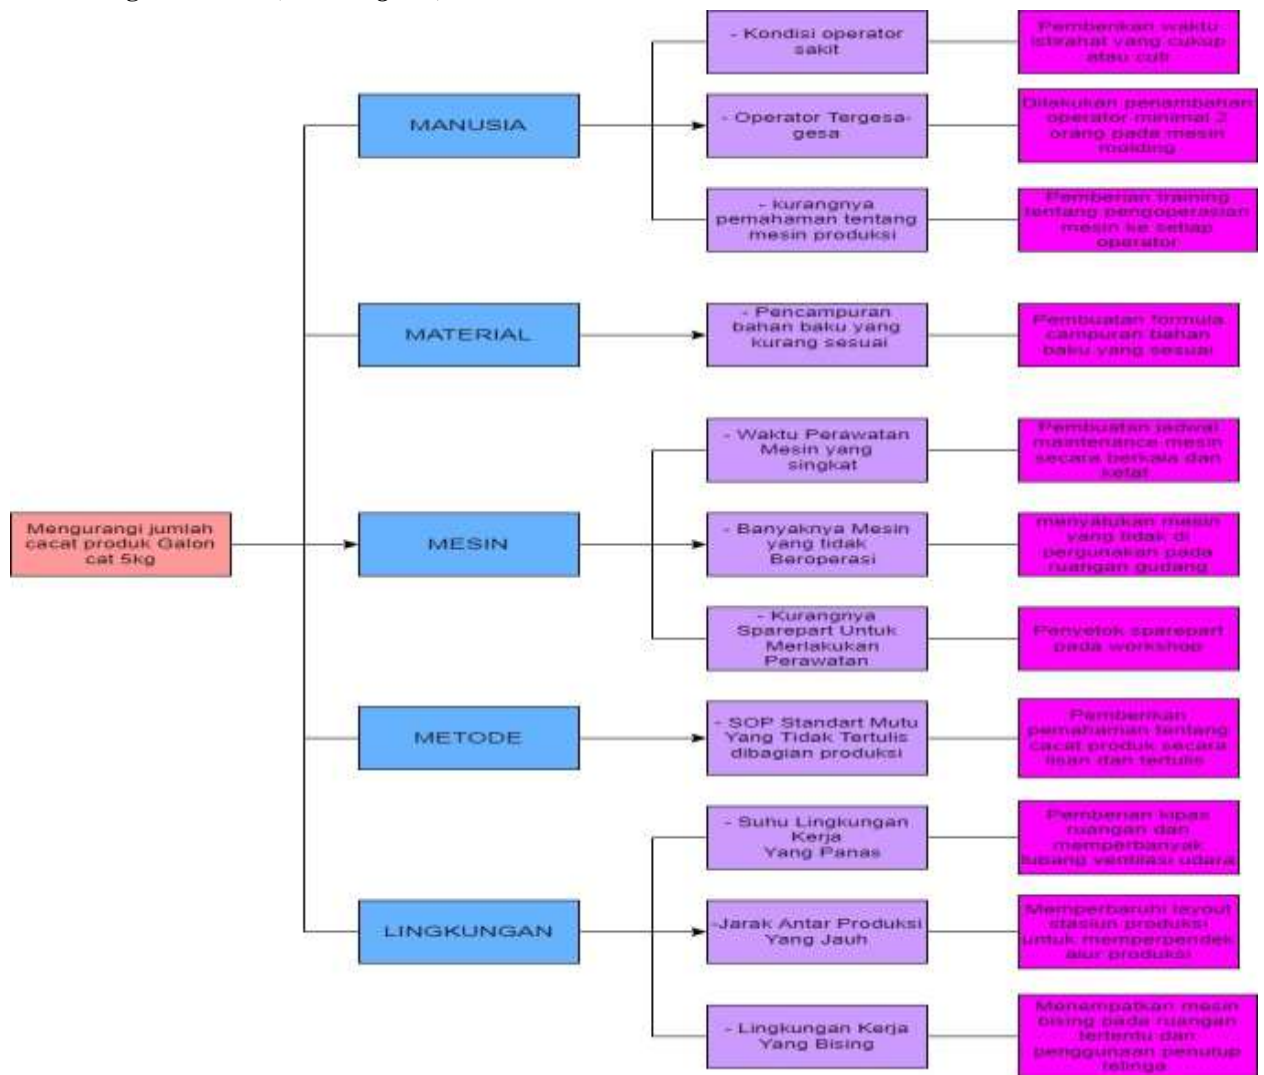 - Kondisi operator
sakit
Pemberikan waktu
istirahat yang cukup
atau cuti
MANUSIA
- Operator Tergesa-
gesa
Dilakukan penambahan
operator minimal 2
orang pada mesin
molding
- kurangnya
pemahaman tentang
mesin produksi
Pemberian training
tentang pengoperasian
mesin ke setiap
operator
MATERIAL
- Pencampuran
bahan baku yang
kurang sesuai
Pembuatan formula
campuran bahan
baku yang sesuai
- Waktu Perawatan
Mesin yang
singkat
Pembuatan jadwal
maintenance mesin
secara berkala dan
ketat
Mengurangi jumlah
cacat produk Galon
cat 5kg
MESIN
- Banyaknya Mesin
yang tidak
Beroperasi
menyatukan mesin
yang tidak di
pergunakan pada
ruangan gudang
- Kurangnya
Sparepart Untuk
Merlakukan
Perawatan
Penyetok sparepart
pada workshop
METODE
- SOP Standart Mutu
Yang Tidak Tertulis
dibagian produksi
Pemberikan
pemahaman tentang
cacat produk secara
lisan dan tertulis
- Suhu Lingkungan
Kerja
Yang Panas
Pemberian kipas
ruangan dan
memperbanyak
lubang ventilasi udara
LINGKUNGAN
-Jarak Antar Produksi
Yang Jauh
Memperbaruhi layout
stasiun produksi
untuk memperpendek
alur produksi
- Lingkungan Kerja
Yang Bising
Menempatkan mesin
bising pada ruangan
tertentu dan
penggunaan penutup
telinga